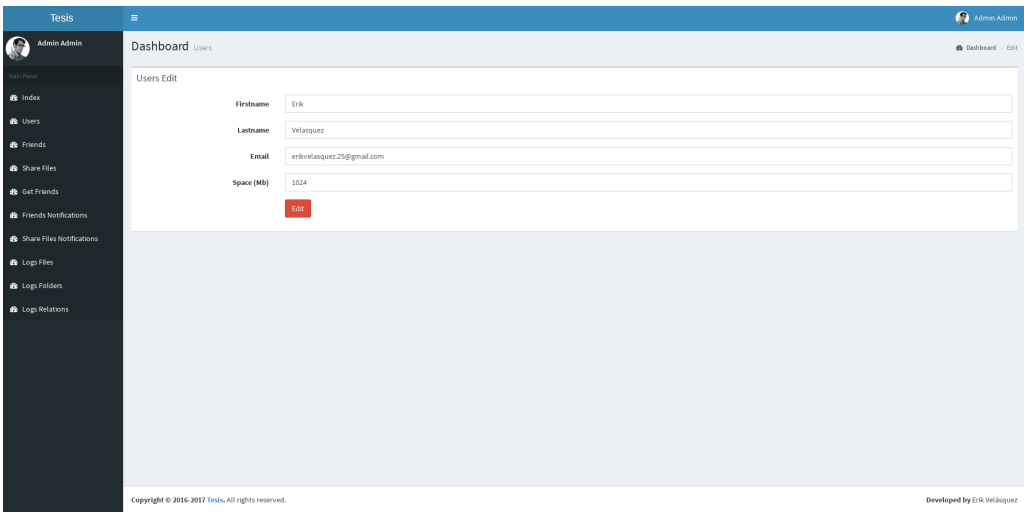 Tesis
Admin Admin
Admin Admin
Main Panel
Index
Users
Friends
Share Files
Get Friends
Friends Notifications
Share Files Notifications
Logs Files
Logs Folders
Logs Relations
Dashboard Users
Dashboard > Edit
Users Edit
Firstname Erik
Lastname Velasquez
Email erikvelasquez.25@gmail.com
Space (Mb) 1024
Edit
Copyright © 2016-2017 Tesis. All rights reserved.
Developed by Erik Velásquez